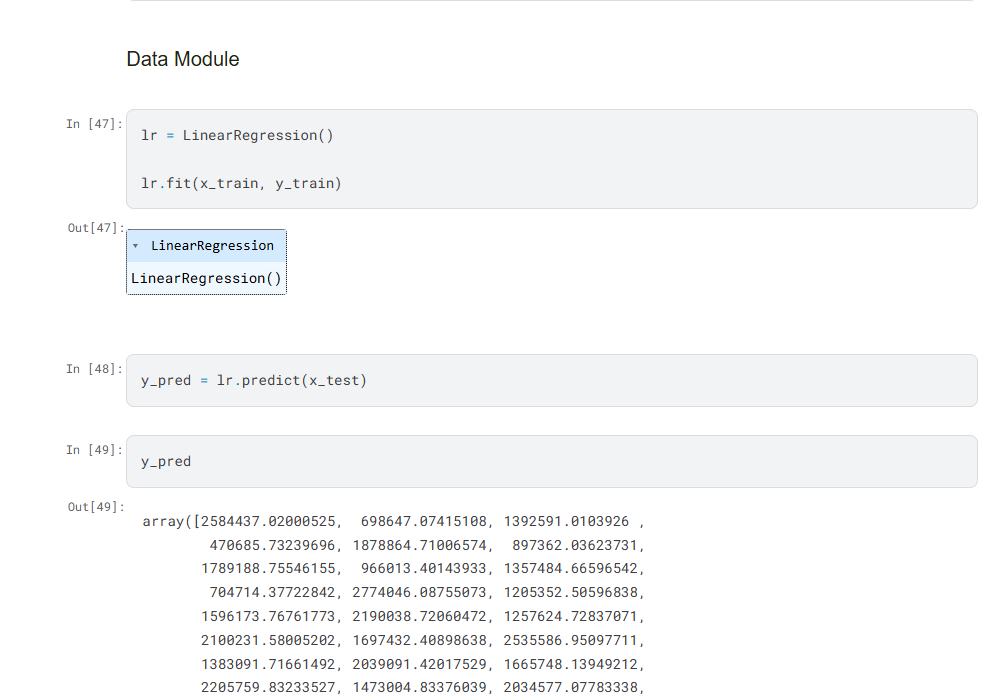 Data Module
In [47]:
lr = LinearRegression()
lr.fit(x_train, y_train)
Out[47]:
▾ LinearRegression
LinearRegression()
In [48]:
y_pred = lr.predict(x_test)
In [49]:
y_pred
Out[49]:
array([2584437.02000525,  698647.07415108, 1392591.0103926 ,
470685.73239696, 1878864.71006574,  897362.03623731,
1789188.75546155,  966013.40143933, 1357484.66596542,
704714.37722842, 2774046.08755073, 1205352.50596838,
1596173.76761773, 2190038.72060472, 1257624.72837071,
2100231.58005202, 1697432.40898638, 2535586.95097711,
1383091.71661492, 2039091.42017529, 1665748.13949212,
2205759.83233527, 1473004.83376039, 2034577.07783338,